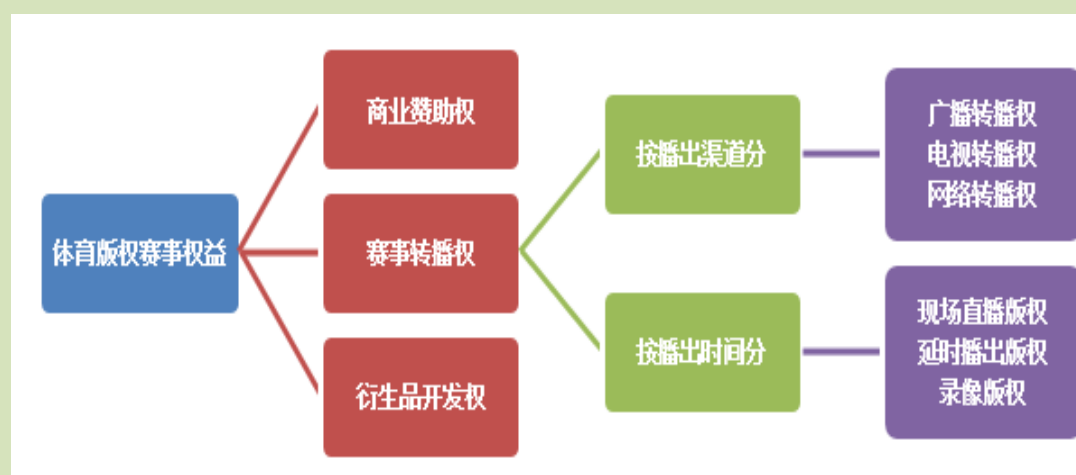 体育版权赛事权益
商业赞助权
赛事转播权
衍生品开发权
按播出渠道分
按播出时间分
广播转播权
电视转播权
网络转播权
现场直播版权
延时播出版权
录像版权